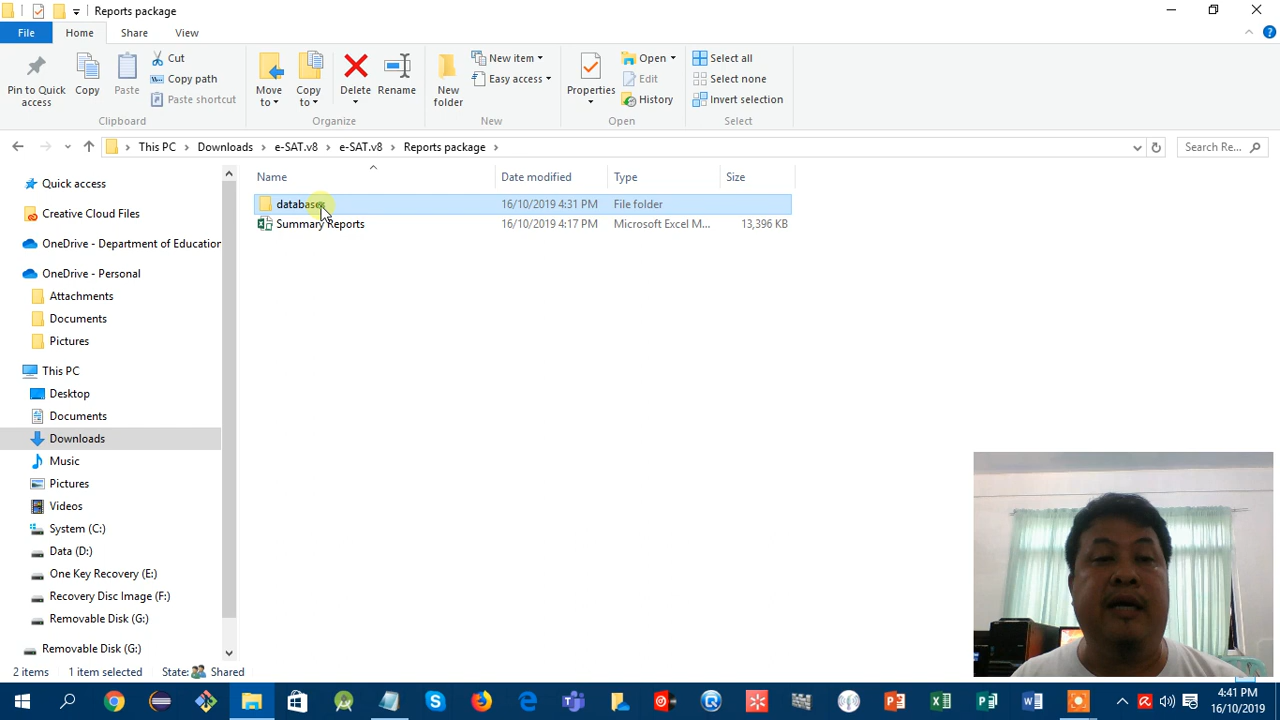 Reports package
File
Home
Share
View
Pin to Quick access
Copy
Paste
Cut
Copy path
Paste shortcut
Clipboard
Move to
Copy to
Delete
Rename
Organize
New folder
New item
Easy access
New
Properties
Open
Edit
History
Open
Select all
Select none
Invert selection
Select
This PC
Downloads
e-SAT.v8
e-SAT.v8
Reports package
Search Re...
Name
Date modified
Type
Size
databases
16/10/2019 4:31 PM
File folder
Summary Reports
16/10/2019 4:17 PM
Microsoft Excel M...
13,396 KB
Quick access
Creative Cloud Files
OneDrive - Department of Education
OneDrive - Personal
Attachments
Documents
Pictures
This PC
Desktop
Documents
Downloads
Music
Pictures
Videos
System (C:)
Data (D:)
One Key Recovery (E:)
Recovery Disc Image (F:)
Removable Disk (G:)
Removable Disk (G:)
2 items
1 item selected
State:
Shared
4:41 PM
16/10/2019